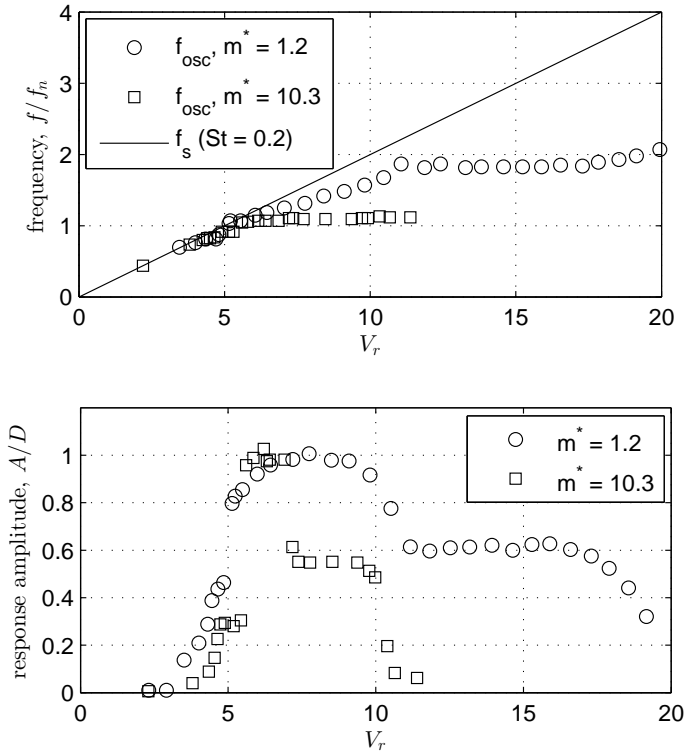 4
3
2
1
0
0
5
10
15
20
frequency, f/f_n
V_r
f_osc, m* = 1.2
f_osc, m* = 10.3
f_s (St = 0.2)
1
0.8
0.6
0.4
0.2
0
0
5
10
15
20
response amplitude, A/D
V_r
m* = 1.2
m* = 10.3